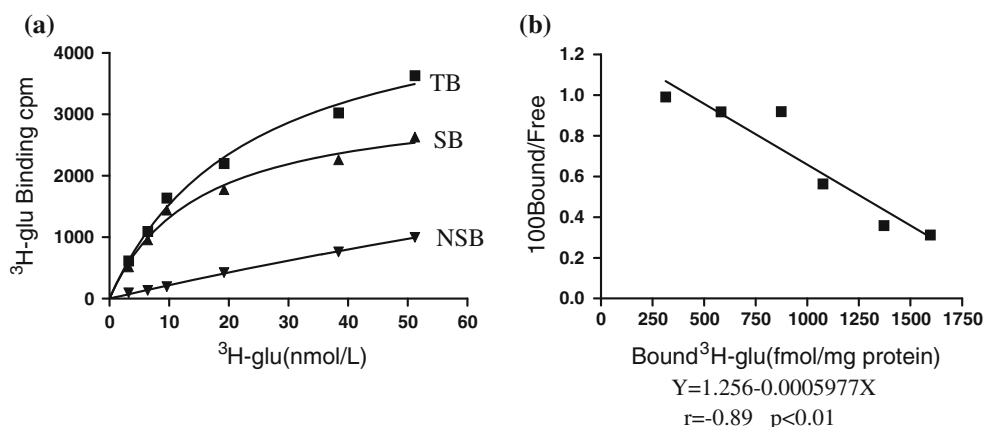 (a)
4000
3000
2000
1000
0
³H-glu Binding cpm
TB
SB
NSB
0 10 20 30 40 50 60
³H-glu(nmol/L)
(b)
1.2
1.0
0.8
0.6
0.4
0.2
0.0
100Bound/Free
0 250 500 750 1000 1250 1500 1750
Bound³H-glu(fmol/mg protein)
Y=1.256-0.0005977X
r=-0.89 p<0.01